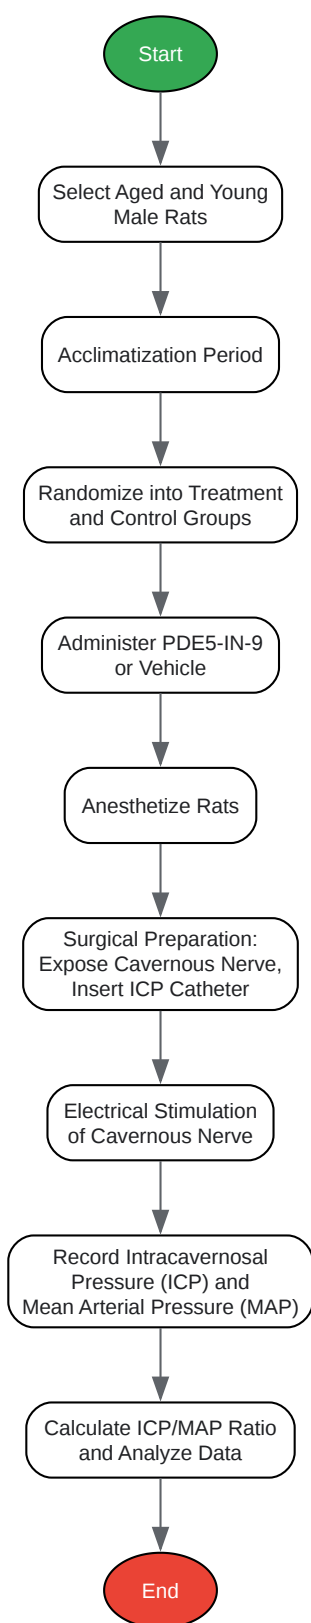 Start
Select Aged and Young
Male Rats
Acclimatization Period
Randomize into Treatment
and Control Groups
Administer PDE5-IN-9
or Vehicle
Anesthetize Rats
Surgical Preparation:
Expose Cavernous Nerve,
Insert ICP Catheter
Electrical Stimulation
of Cavernous Nerve
Record Intracavernosal
Pressure (ICP) and
Mean Arterial Pressure (MAP)
Calculate ICP/MAP Ratio
and Analyze Data
End